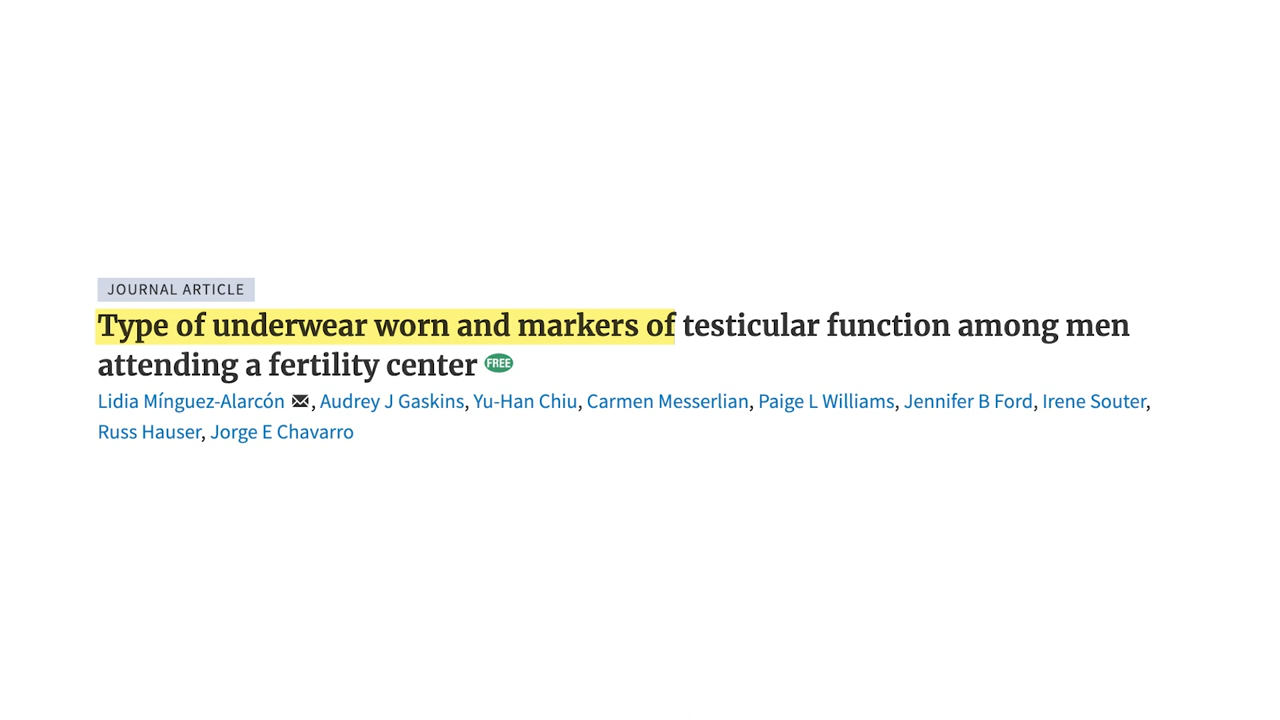 JOURNAL ARTICLE
Type of underwear worn and markers of testicular function among men
attending a fertility center FREE
Lidia Mínguez-Alarcón, Audrey J Gaskins, Yu-Han Chiu, Carmen Messerlian, Paige L Williams, Jennifer B Ford, Irene Souter,
Russ Hauser, Jorge E Chavarro